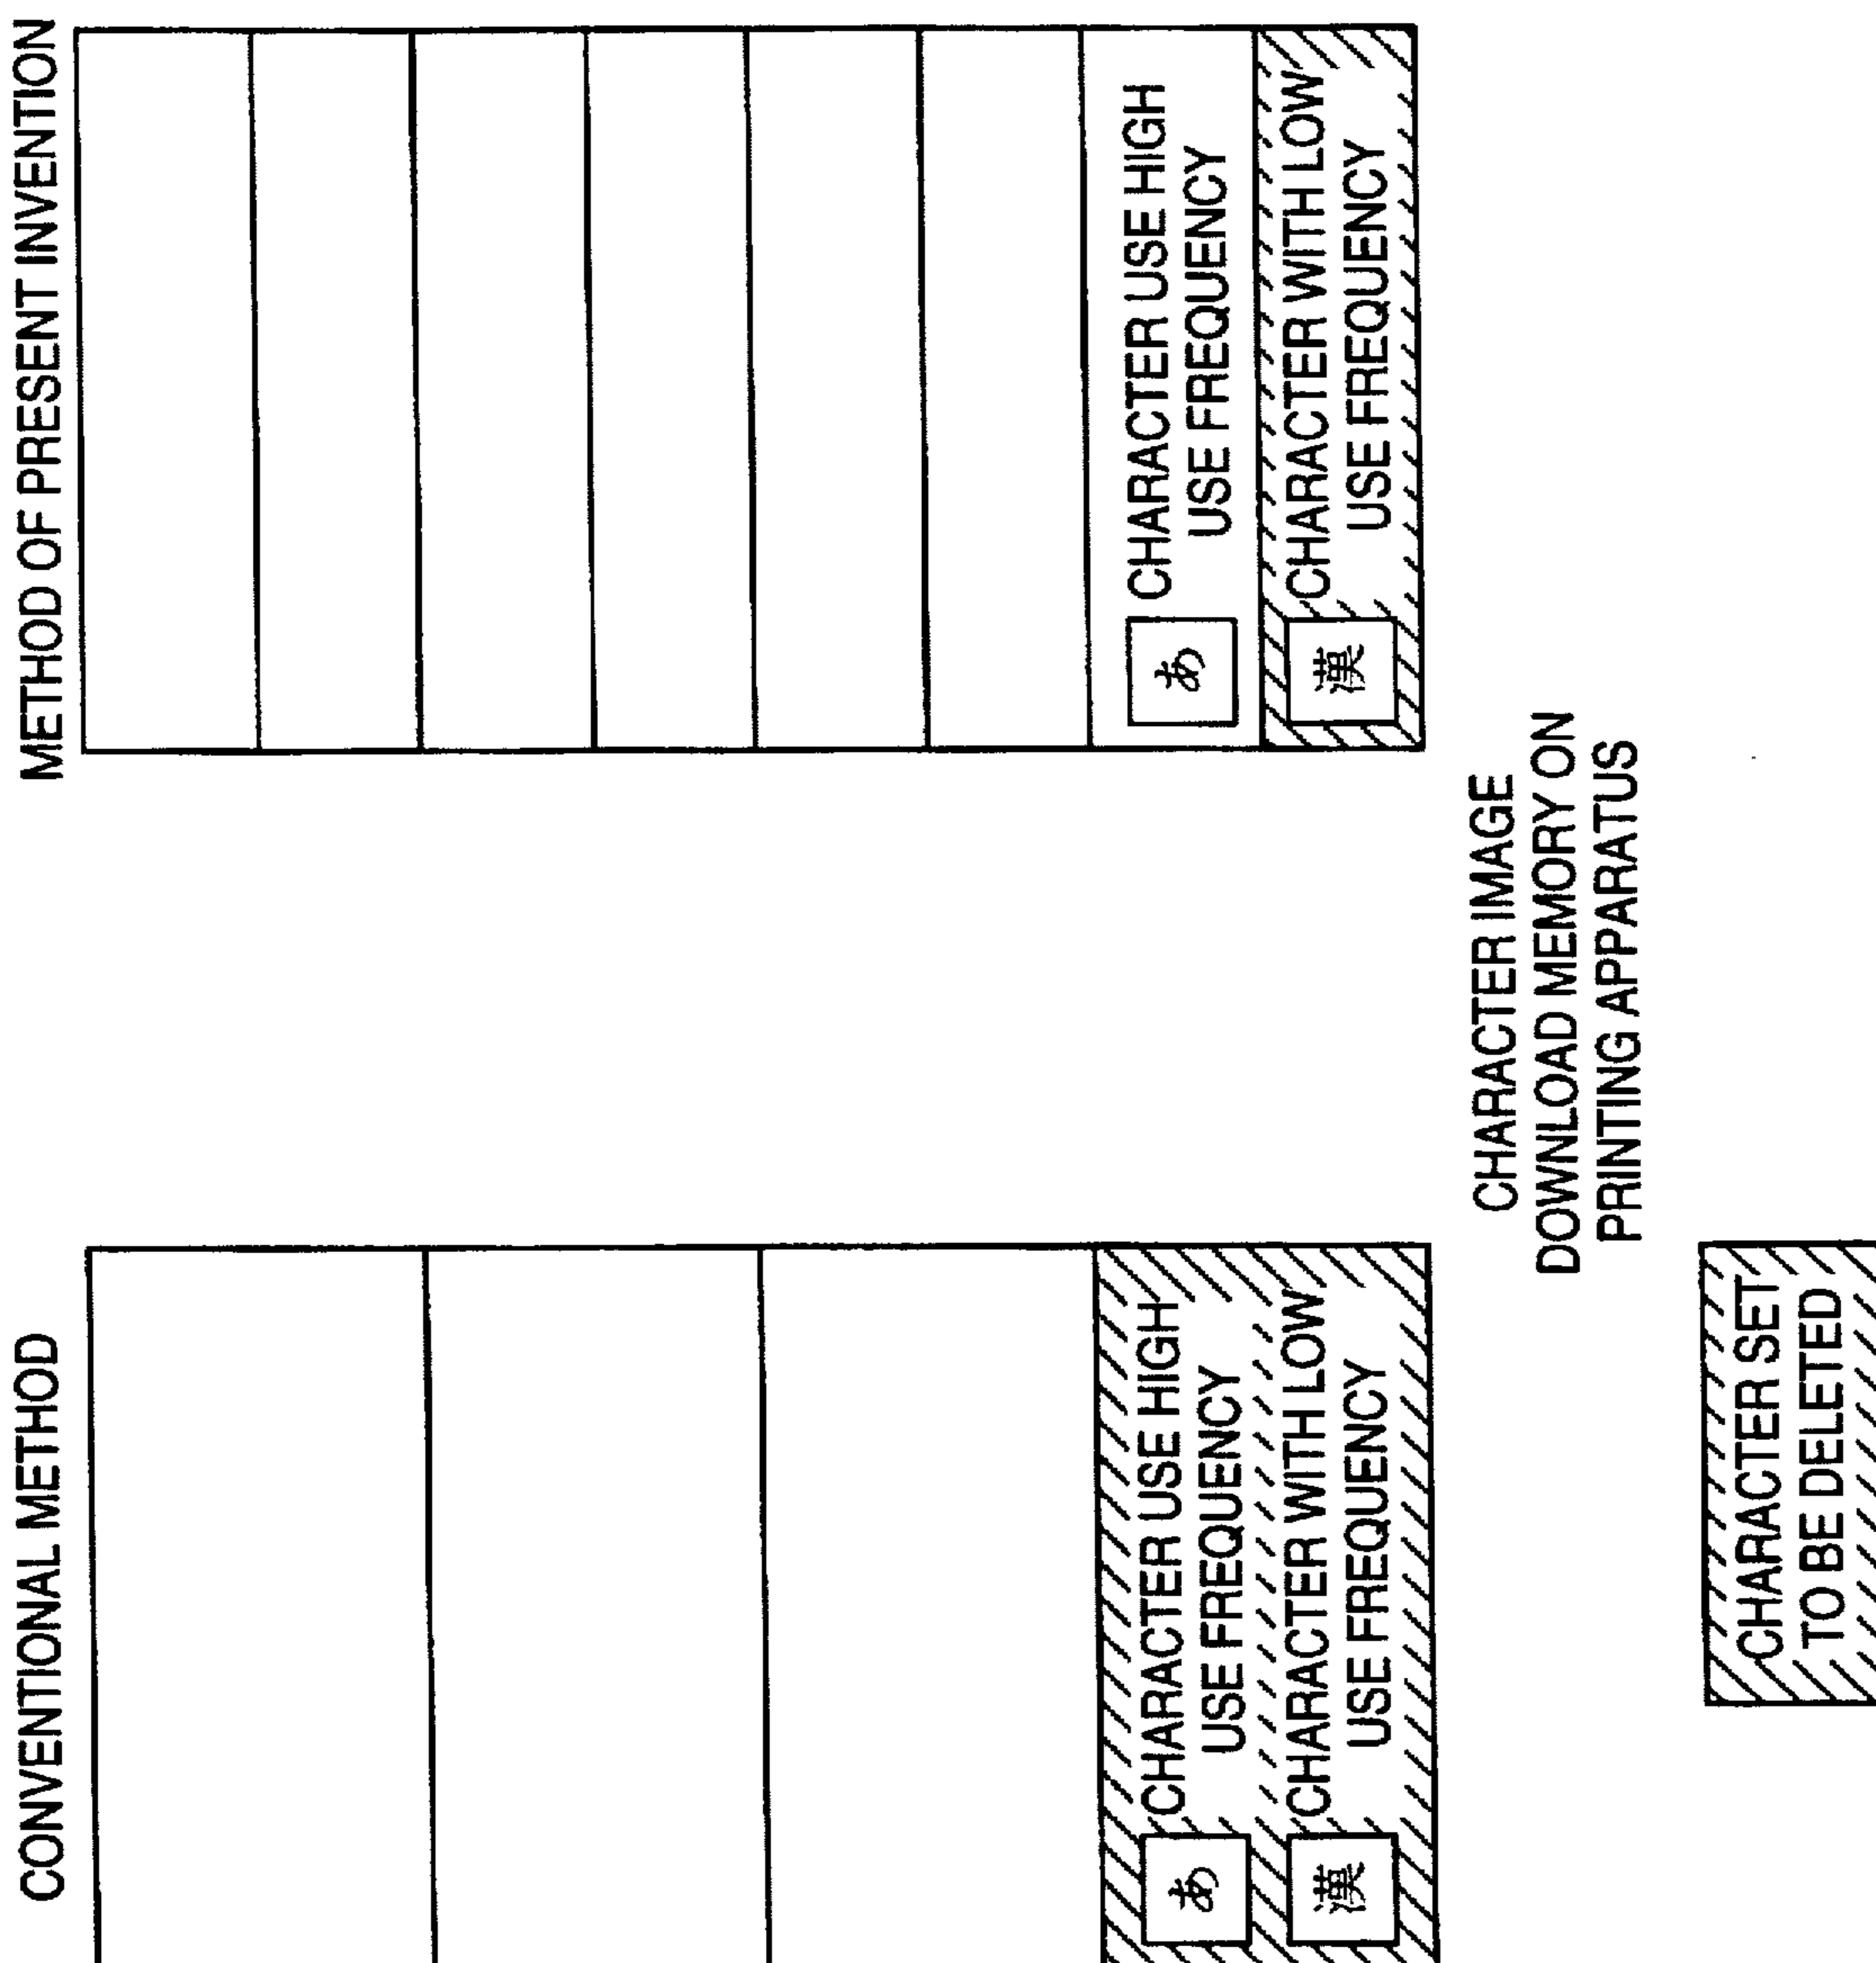 CONVENTIONAL METHOD
あ
CHARACTER USE HIGH
USE FREQUENCY
漢
CHARACTER WITH LOW
USE FREQUENCY
METHOD OF PRESENT INVENTION
あ
CHARACTER USE HIGH
USE FREQUENCY
漢
CHARACTER WITH LOW
USE FREQUENCY
CHARACTER IMAGE
DOWNLOAD MEMORY ON
PRINTING APPARATUS
CHARACTER SET
TO BE DELETED